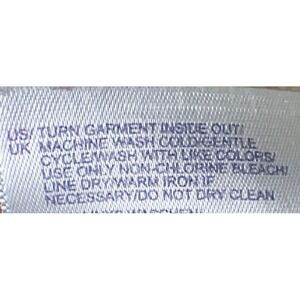 US/ TURN GARMENT INSIDE OUT/
UK MACHINE WASH COLD/GENTLE
CYCLE/WASH WITH LIKE COLORS/
USE ONLY NON-CHLORINE BLEACH/
LINE DRY/WARM IRON IF
NECESSARY/DO NOT DRY CLEAN